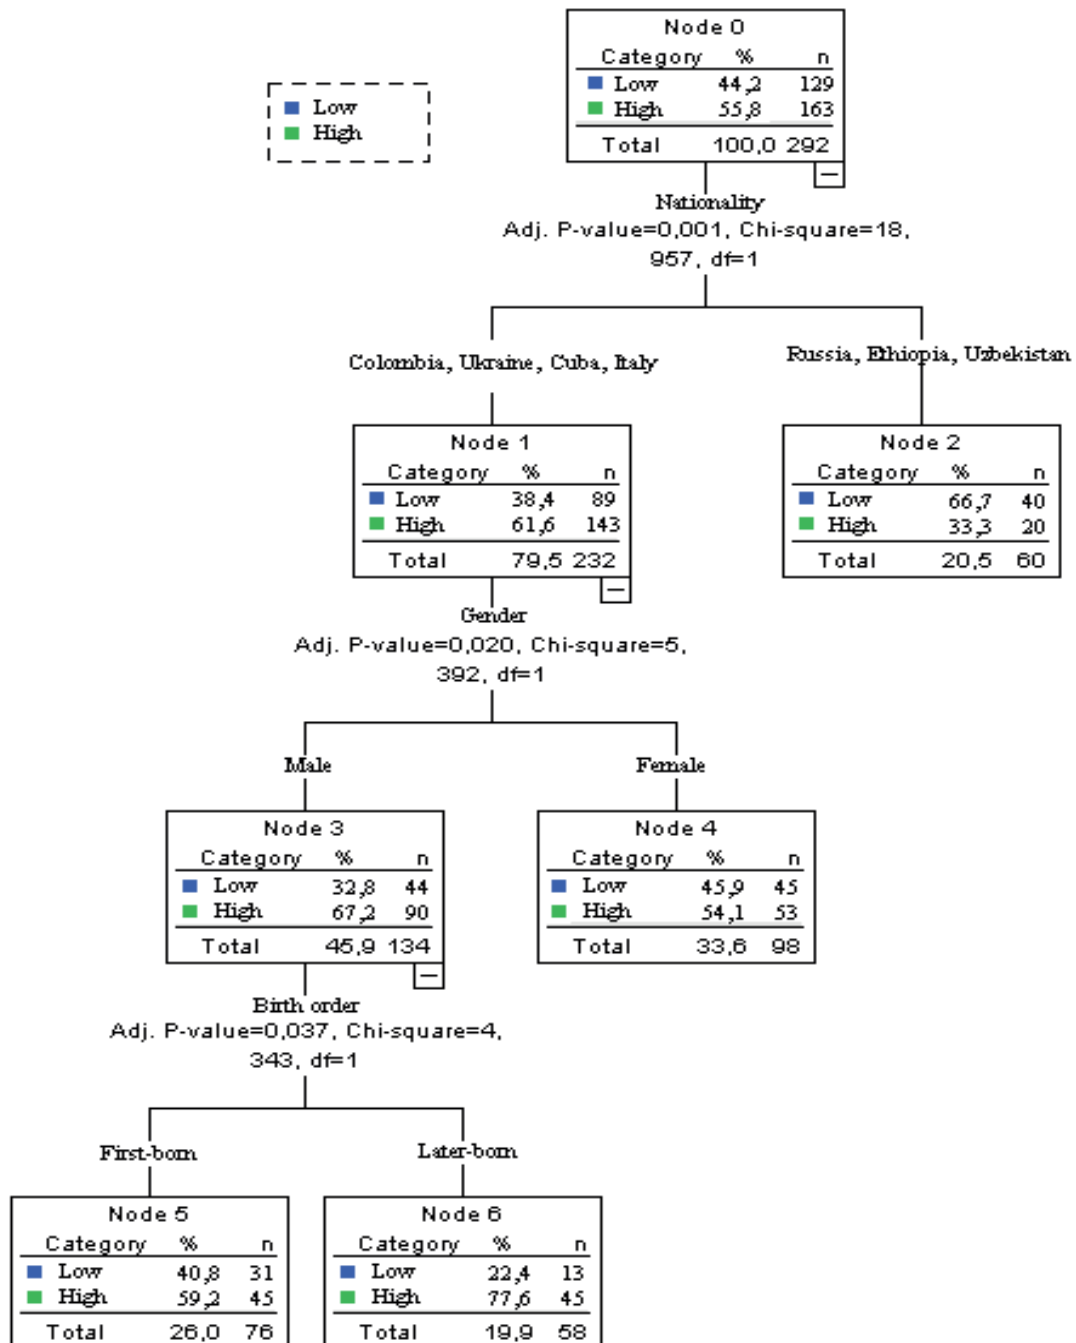 Node 0
Category % n
Low 44,2 129
High 55,8 163
Total 100,0 292
Low
High
Nationality
Adj. P-value=0,001, Chi-square=18,
957, df=1
Colombia, Ukraine, Cuba, Italy
Russia, Ethiopia, Uzbekistan
Node 1
Category % n
Low 38,4 89
High 61,6 143
Total 79,5 232
Node 2
Category % n
Low 66,7 40
High 33,3 20
Total 20,5 60
Gender
Adj. P-value=0,020, Chi-square=5,
392, df=1
Male
Female
Node 3
Category % n
Low 32,8 44
High 67,2 90
Total 45,9 134
Node 4
Category % n
Low 45,9 45
High 54,1 53
Total 33,6 98
Birth order
Adj. P-value=0,037, Chi-square=4,
343, df=1
First-born
Later-born
Node 5
Category % n
Low 40,8 31
High 59,2 45
Total 26,0 76
Node 6
Category % n
Low 22,4 13
High 77,6 45
Total 19,9 58